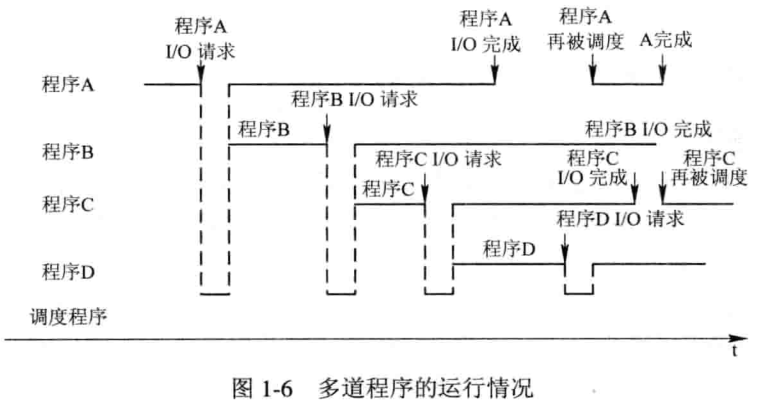 程序A
I/O 请求
程序A
I/O 完成
程序A
再被调度
A完成
程序A
程序B I/O 请求
程序B
程序B I/O 完成
程序B
程序C I/O 请求
程序C
I/O 完成
程序C
再被调度
程序C
程序C
程序D I/O 请求
程序D
程序D
调度程序
t
图 1-6 多道程序的运行情况